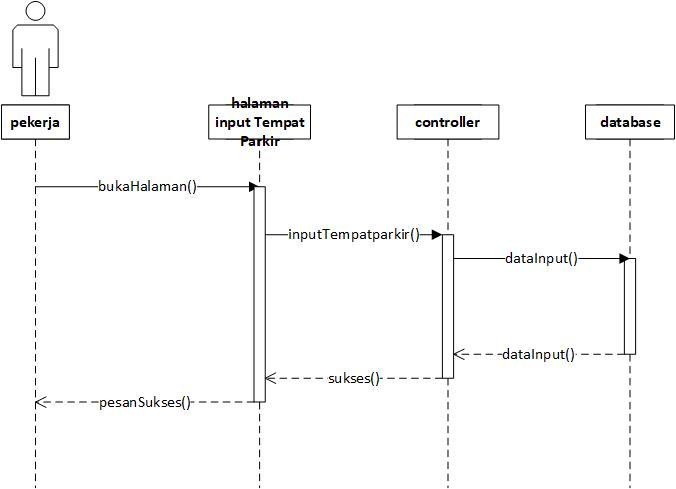 pekerja
halaman
input Tempat
Parkir
controller
database
bukaHalaman()
inputTempatparkir()
dataInput()
dataInput()
sukses()
pesanSukses()